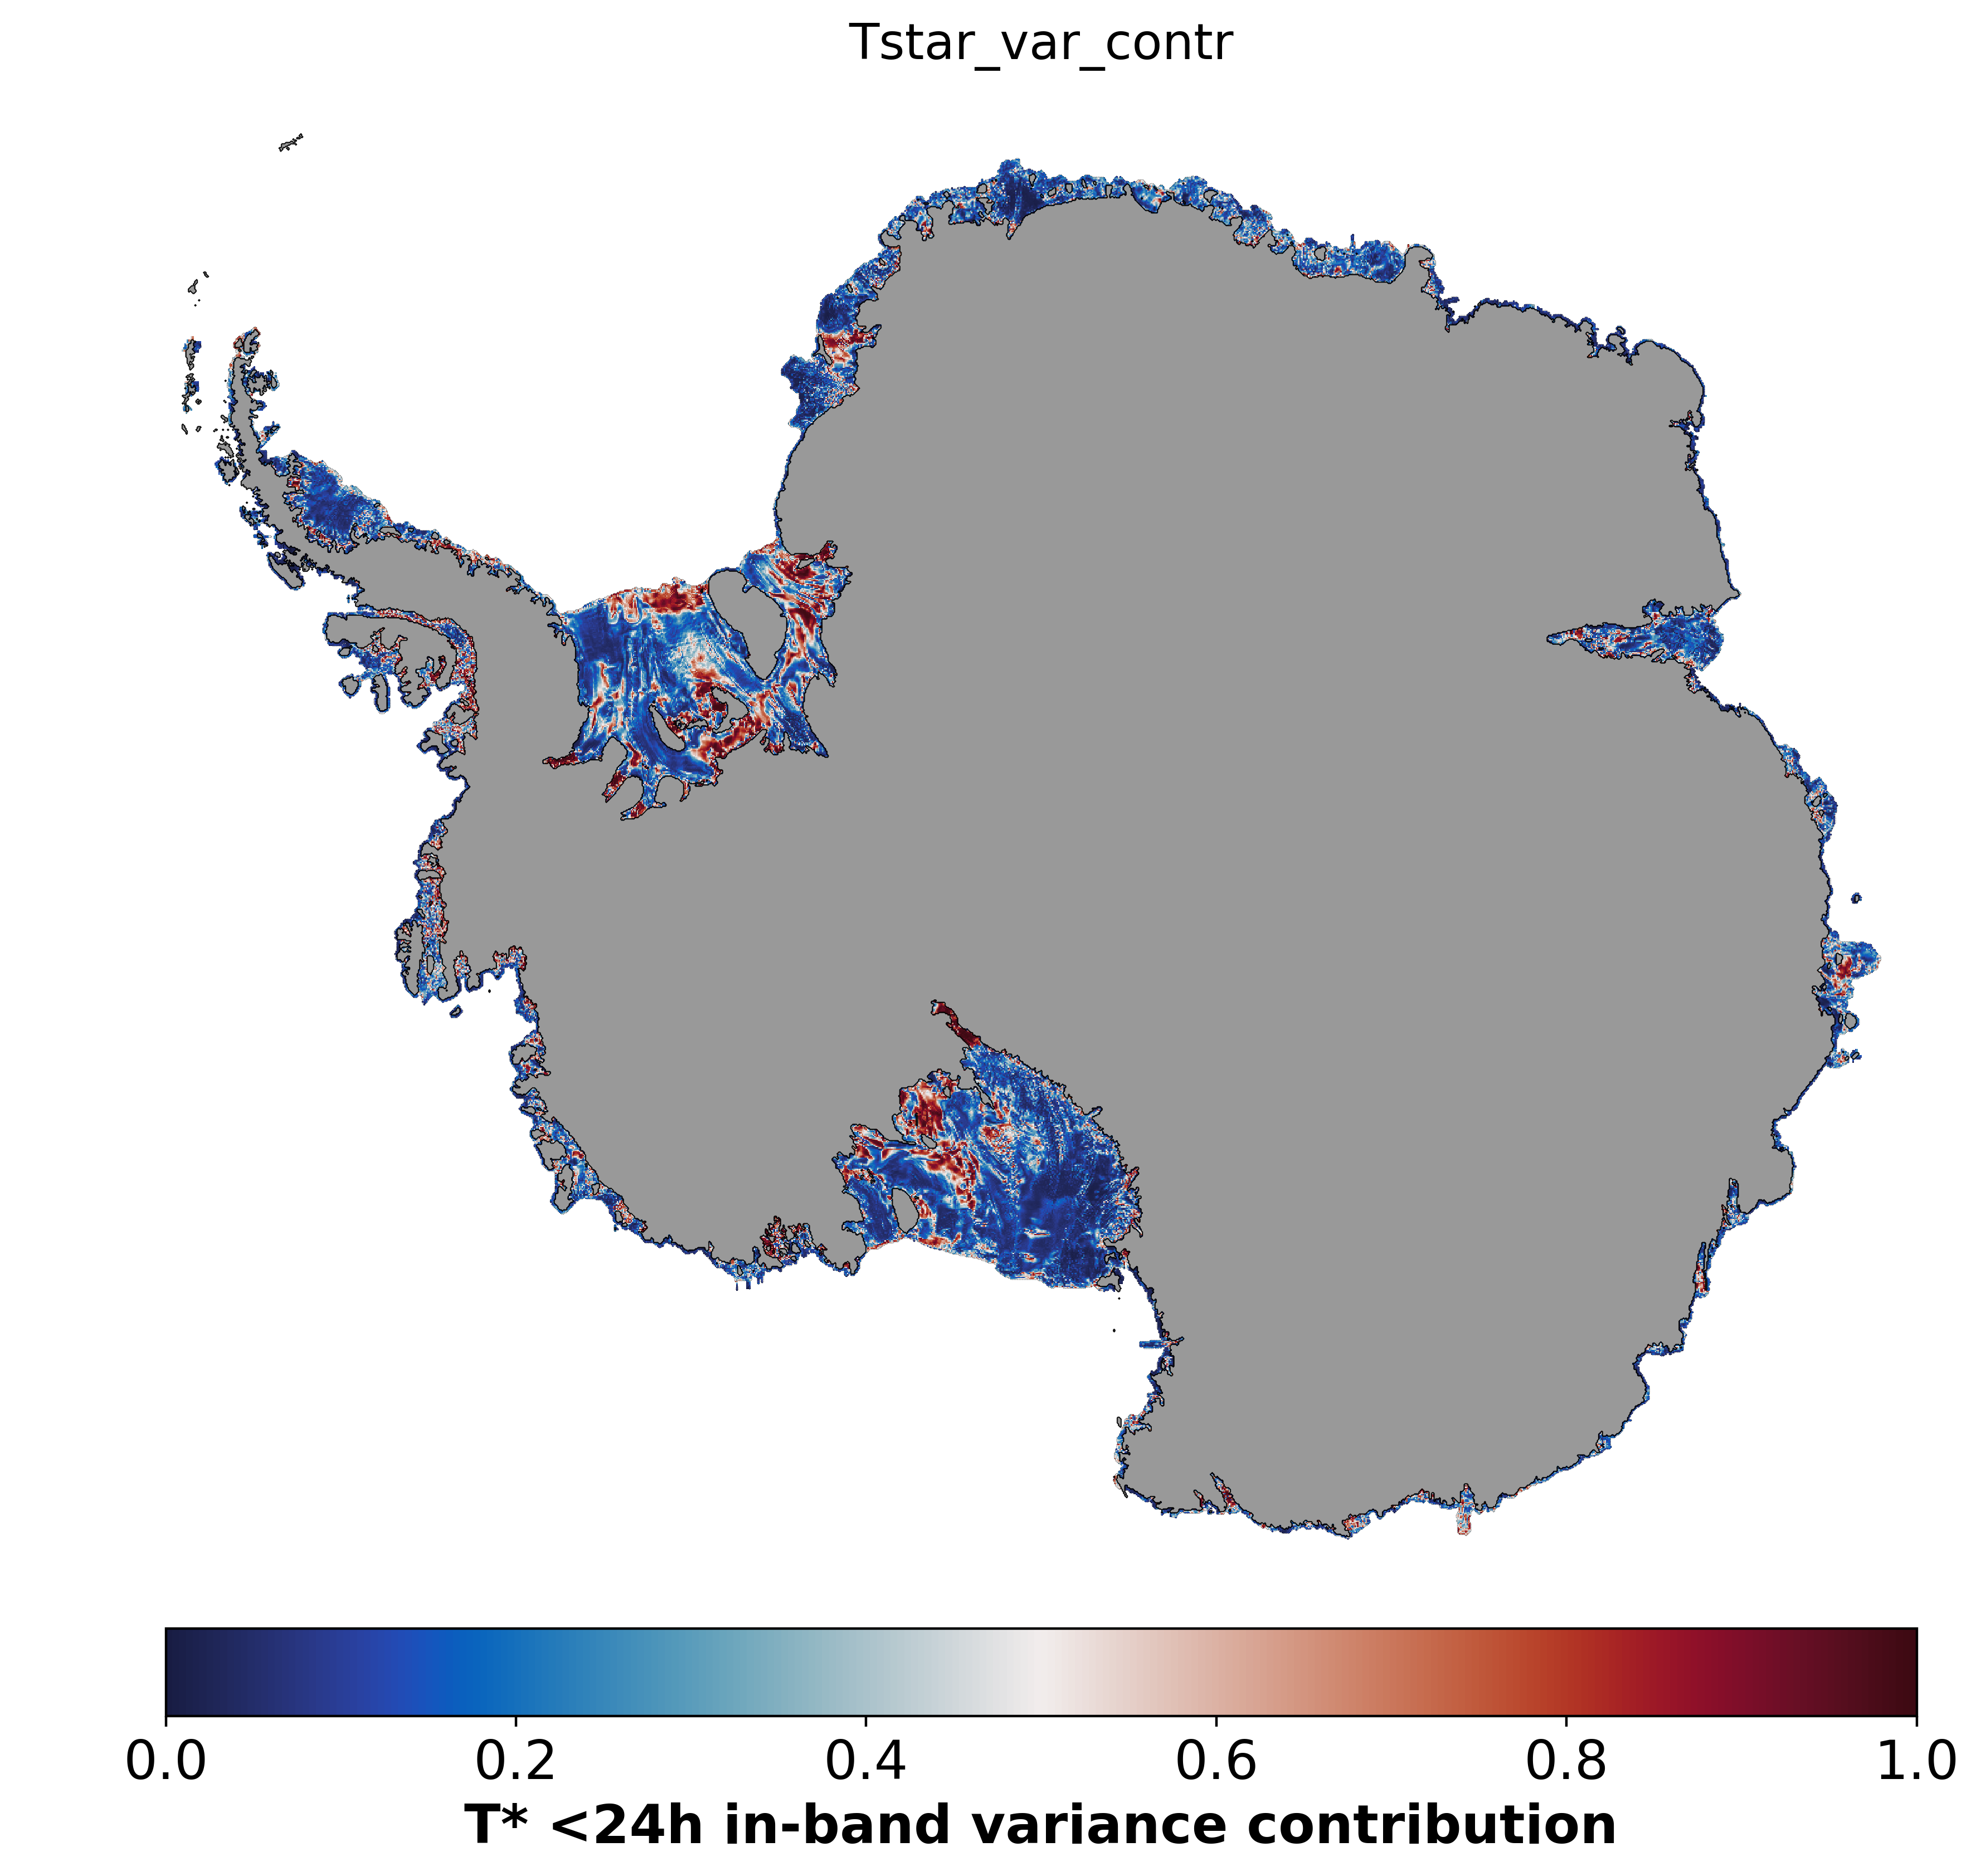 Tstar_var_contr
0.0 0.2 0.4 0.6 0.8 1.0
T* <24h in-band variance contribution